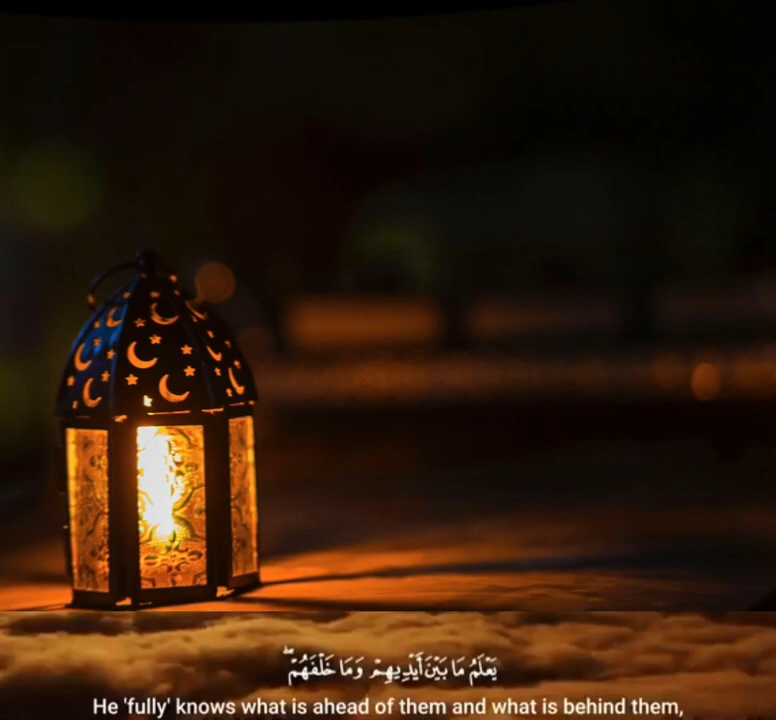 يَعْلَمُ مَا بَيْنَ أَيْدِيهِمْ وَمَا خَلْفَهُمْ ۖ
He 'fully' knows what is ahead of them and what is behind them,